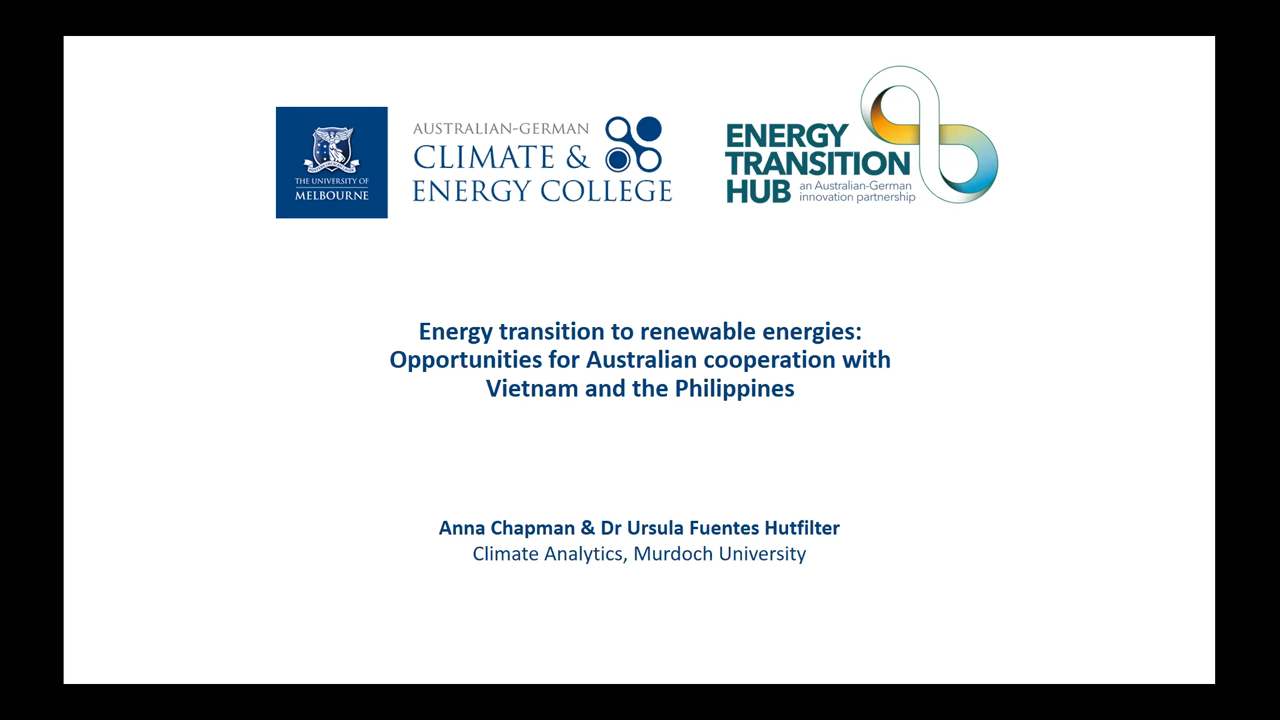 THE UNIVERSITY OF
MELBOURNE
AUSTRALIAN-GERMAN
CLIMATE &
ENERGY COLLEGE
ENERGY
TRANSITION
HUB
an Australian-German
innovation partnership
Energy transition to renewable energies:
Opportunities for Australian cooperation with
Vietnam and the Philippines
Anna Chapman & Dr Ursula Fuentes Hutfilter
Climate Analytics, Murdoch University